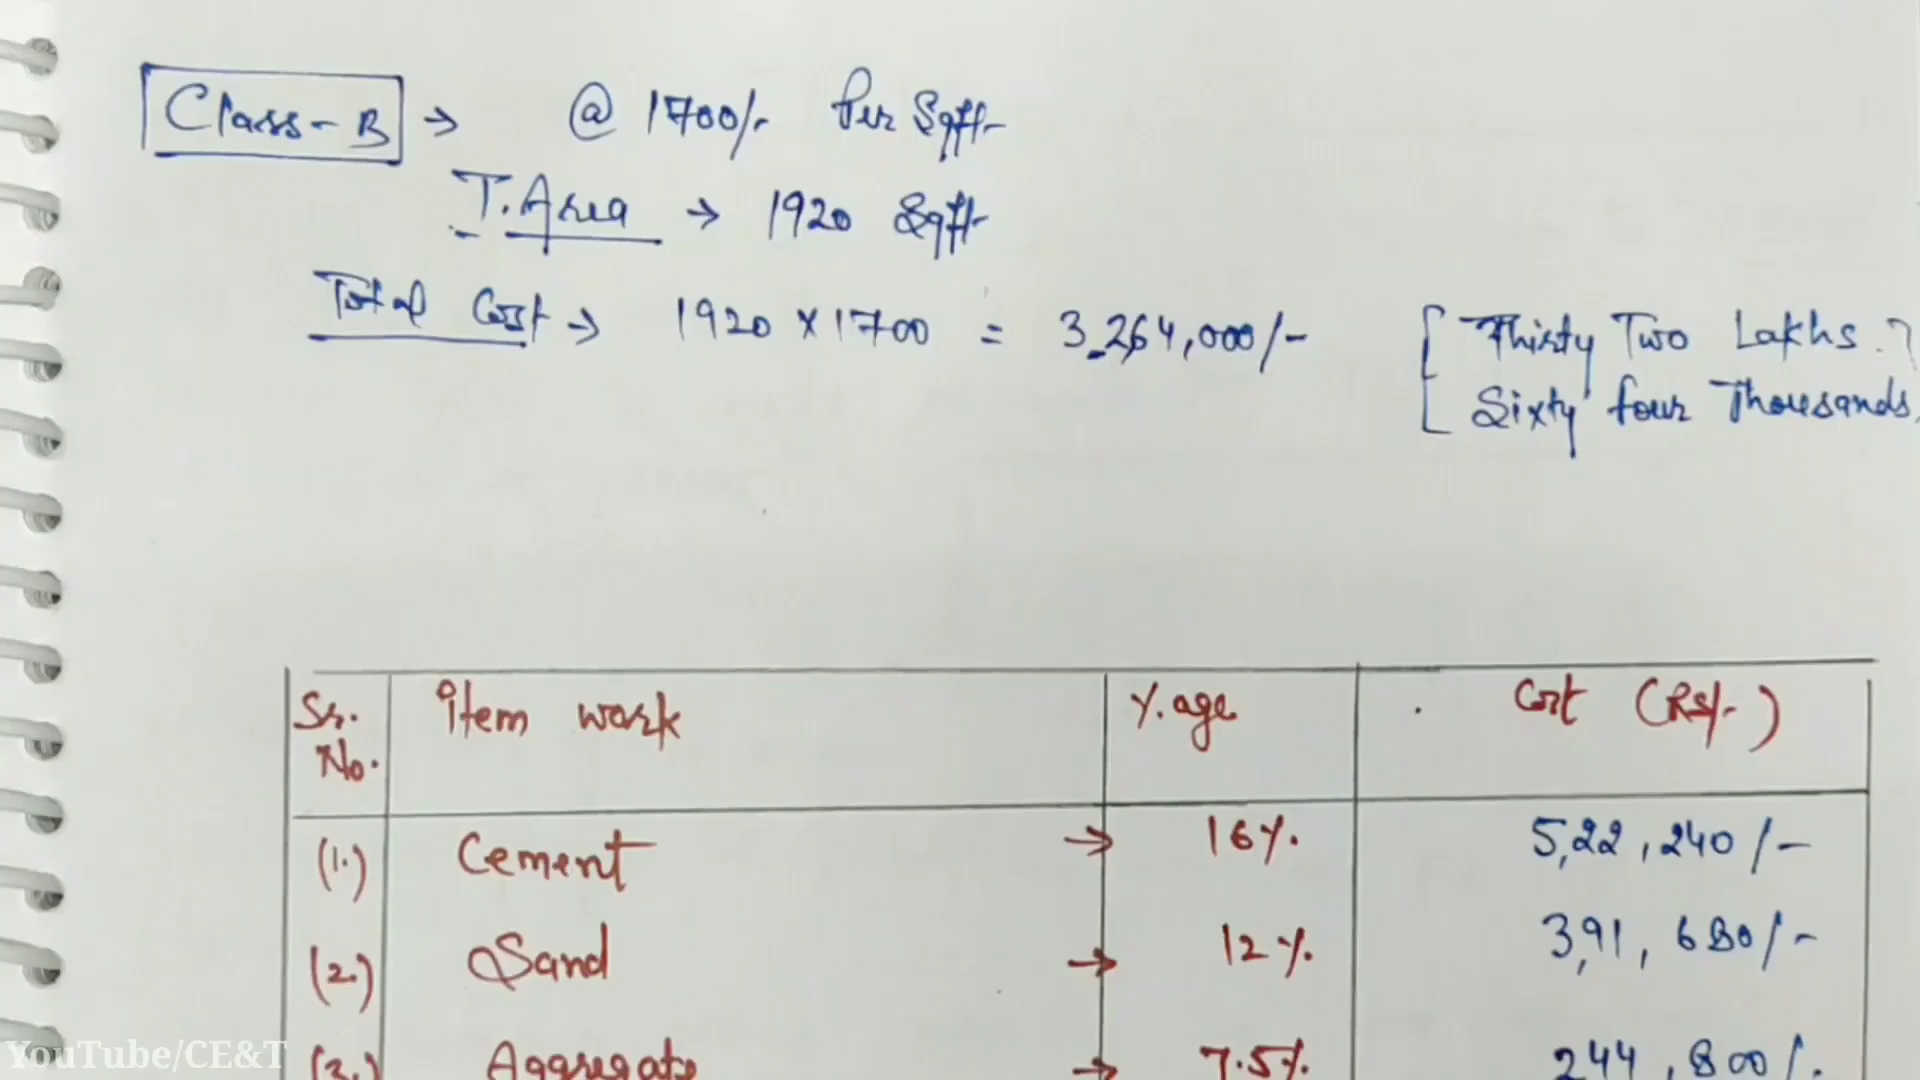 Class-B → @ 1700/- Per Sqft-
T.Area → 1920 Sqft
Total Cost → 1920 × 1700 = 3,264,000/- [Thirty Two Lakhs.
Sixty four Thousands.
Sr. No. item work %.age Cost (Rs/-)
(1.) Cement → 16%. 5,22,240/-
(2.) Sand → 12%. 3,91,680/-
(3.) Aggregate → 7.5%. 244,800/-
YouTube/CE&T